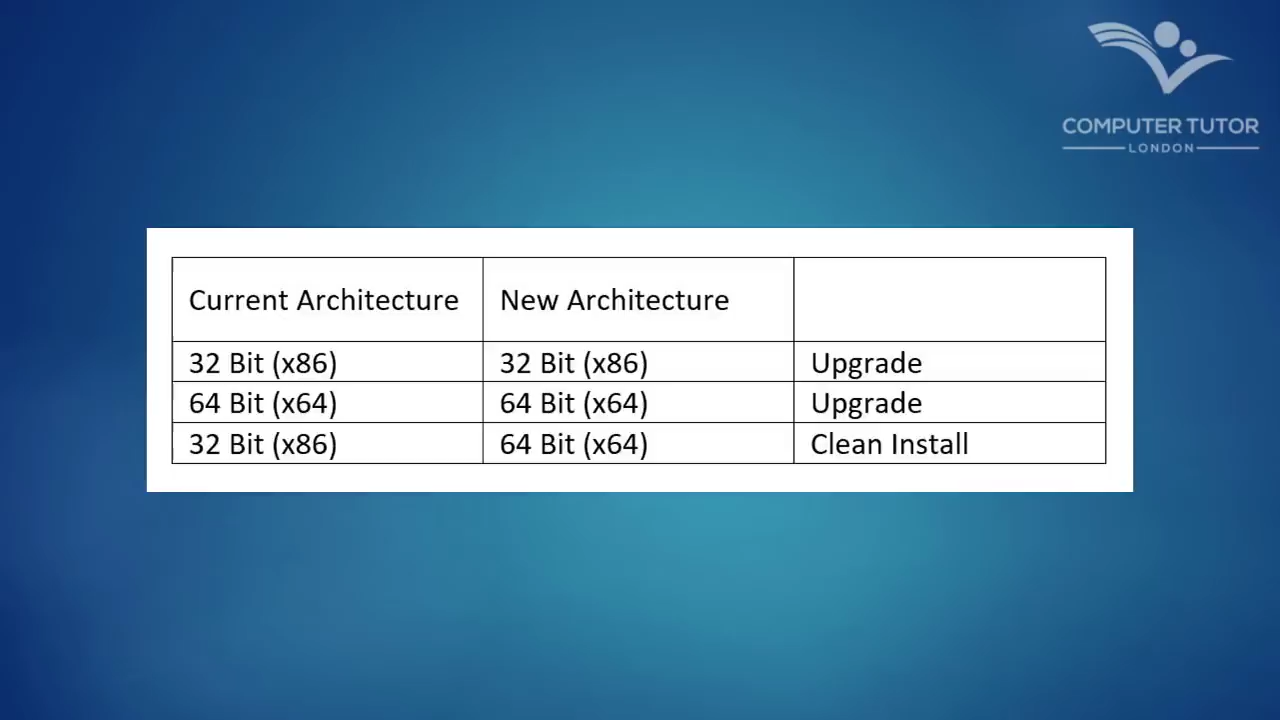 COMPUTER TUTOR
LONDON
Current Architecture New Architecture
32 Bit (x86) 32 Bit (x86) Upgrade
64 Bit (x64) 64 Bit (x64) Upgrade
32 Bit (x86) 64 Bit (x64) Clean Install